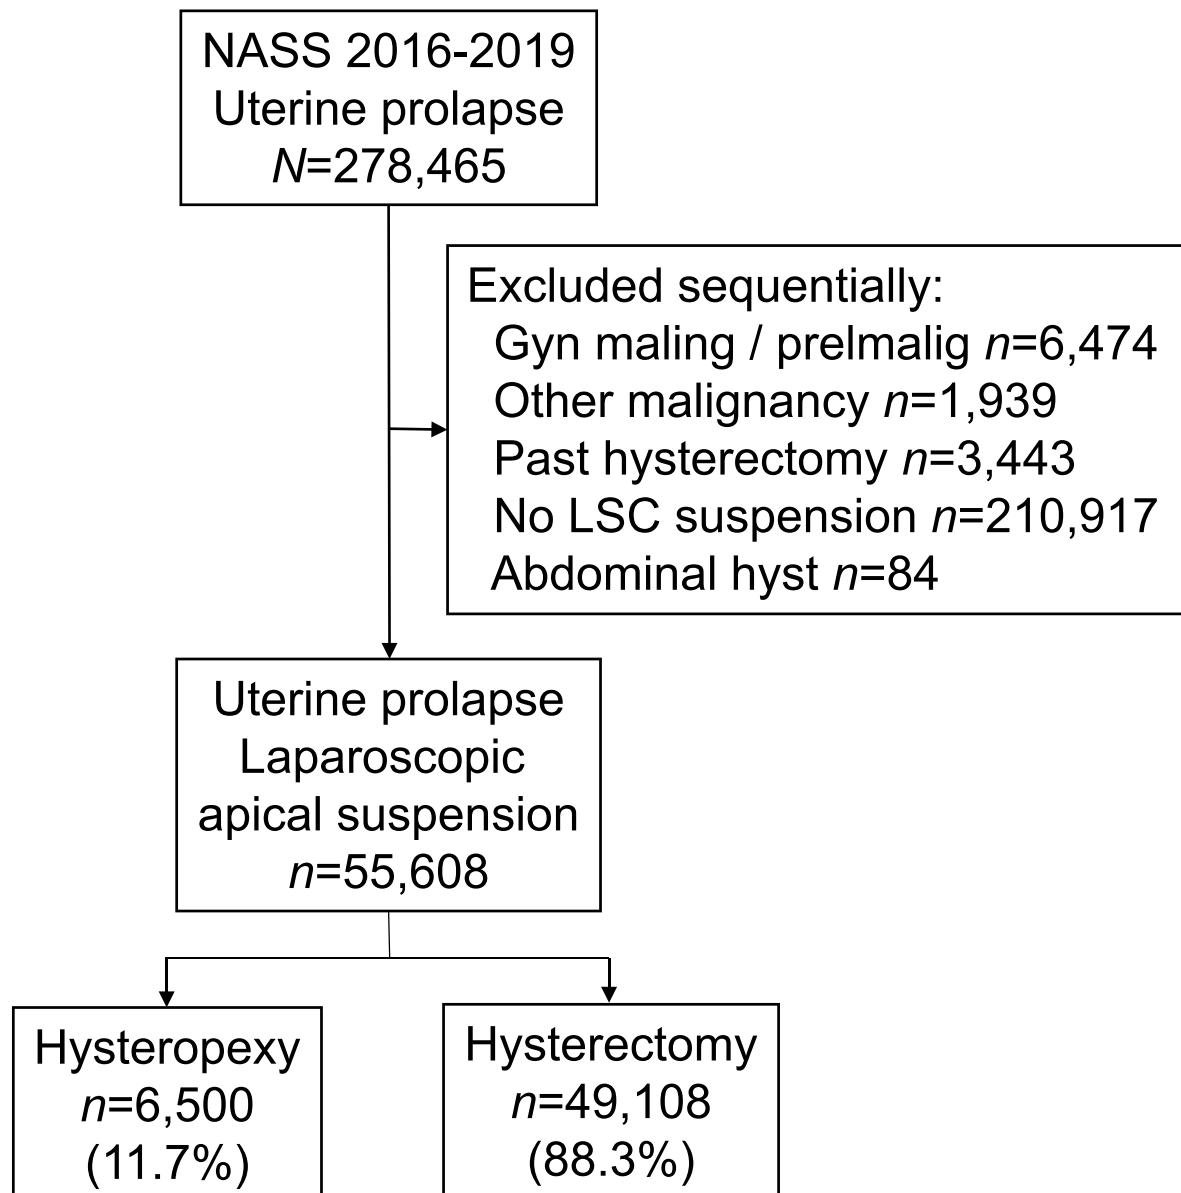 NASS 2016-2019
Uterine prolapse
N=278,465
Excluded sequentially:
Gyn maling / prelmalig n=6,474
Other malignancy n=1,939
Past hysterectomy n=3,443
No LSC suspension n=210,917
Abdominal hyst n=84
Uterine prolapse
Laparoscopic
apical suspension
n=55,608
Hysteropexy
n=6,500
(11.7%)
Hysterectomy
n=49,108
(88.3%)